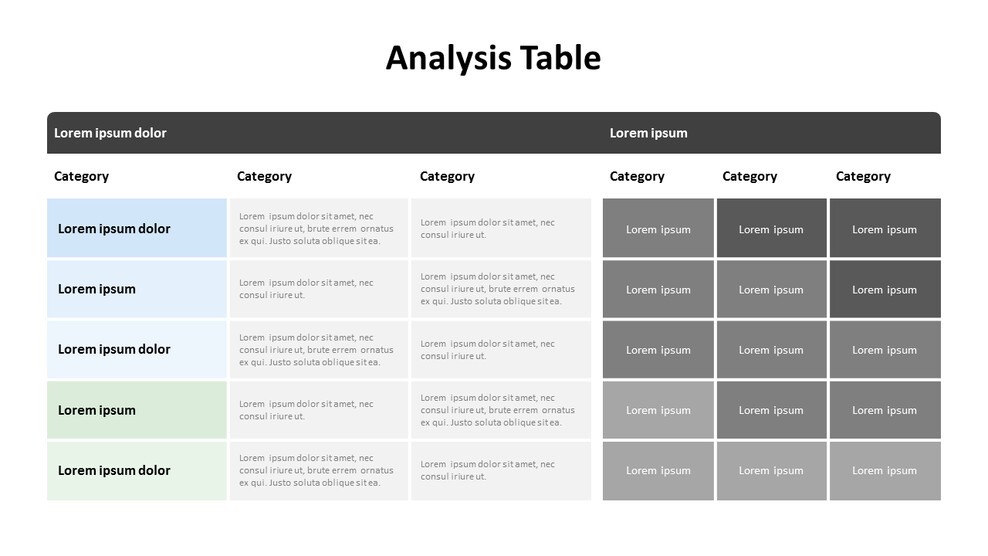 Analysis Table
Lorem ipsum dolor
Lorem ipsum
Category
Category
Category
Category
Category
Category
Lorem ipsum dolor
Lorem ipsum dolor sit amet, nec
consul iriure ut, brute errem ornatus
ex qui. Justo soluta oblique sit ea.
Lorem ipsum dolor sit amet, nec
consul iriure ut.
Lorem ipsum
Lorem ipsum
Lorem ipsum
Lorem ipsum
Lorem ipsum dolor sit amet, nec
consul iriure ut.
Lorem ipsum dolor sit amet, nec
consul iriure ut, brute errem ornatus
ex qui. Justo soluta oblique sit ea.
Lorem ipsum
Lorem ipsum
Lorem ipsum
Lorem ipsum dolor
Lorem ipsum dolor sit amet, nec
consul iriure ut, brute errem ornatus
ex qui. Justo soluta oblique sit ea.
Lorem ipsum dolor sit amet, nec
consul iriure ut.
Lorem ipsum
Lorem ipsum
Lorem ipsum
Lorem ipsum
Lorem ipsum dolor sit amet, nec
consul iriure ut.
Lorem ipsum dolor sit amet, nec
consul iriure ut, brute errem ornatus
ex qui. Justo soluta oblique sit ea.
Lorem ipsum
Lorem ipsum
Lorem ipsum
Lorem ipsum dolor
Lorem ipsum dolor sit amet, nec
consul iriure ut, brute errem ornatus
ex qui. Justo soluta oblique sit ea.
Lorem ipsum dolor sit amet, nec
consul iriure ut.
Lorem ipsum
Lorem ipsum
Lorem ipsum